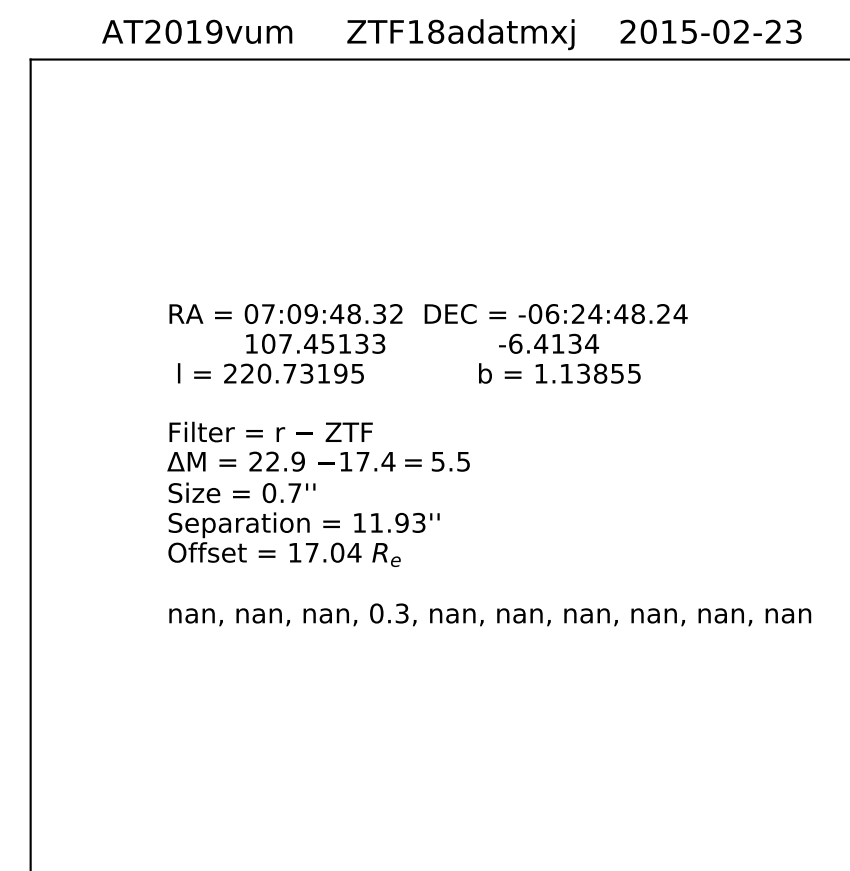 AT2019vum ZTF18adatmxj 2015-02-23
RA = 07:09:48.32 DEC = -06:24:48.24
107.45133 -6.4134
l = 220.73195 b = 1.13855
Filter = r − ZTF
ΔM = 22.9 −17.4 = 5.5
Size = 0.7''
Separation = 11.93''
Offset = 17.04 Rₑ
nan, nan, nan, 0.3, nan, nan, nan, nan, nan, nan